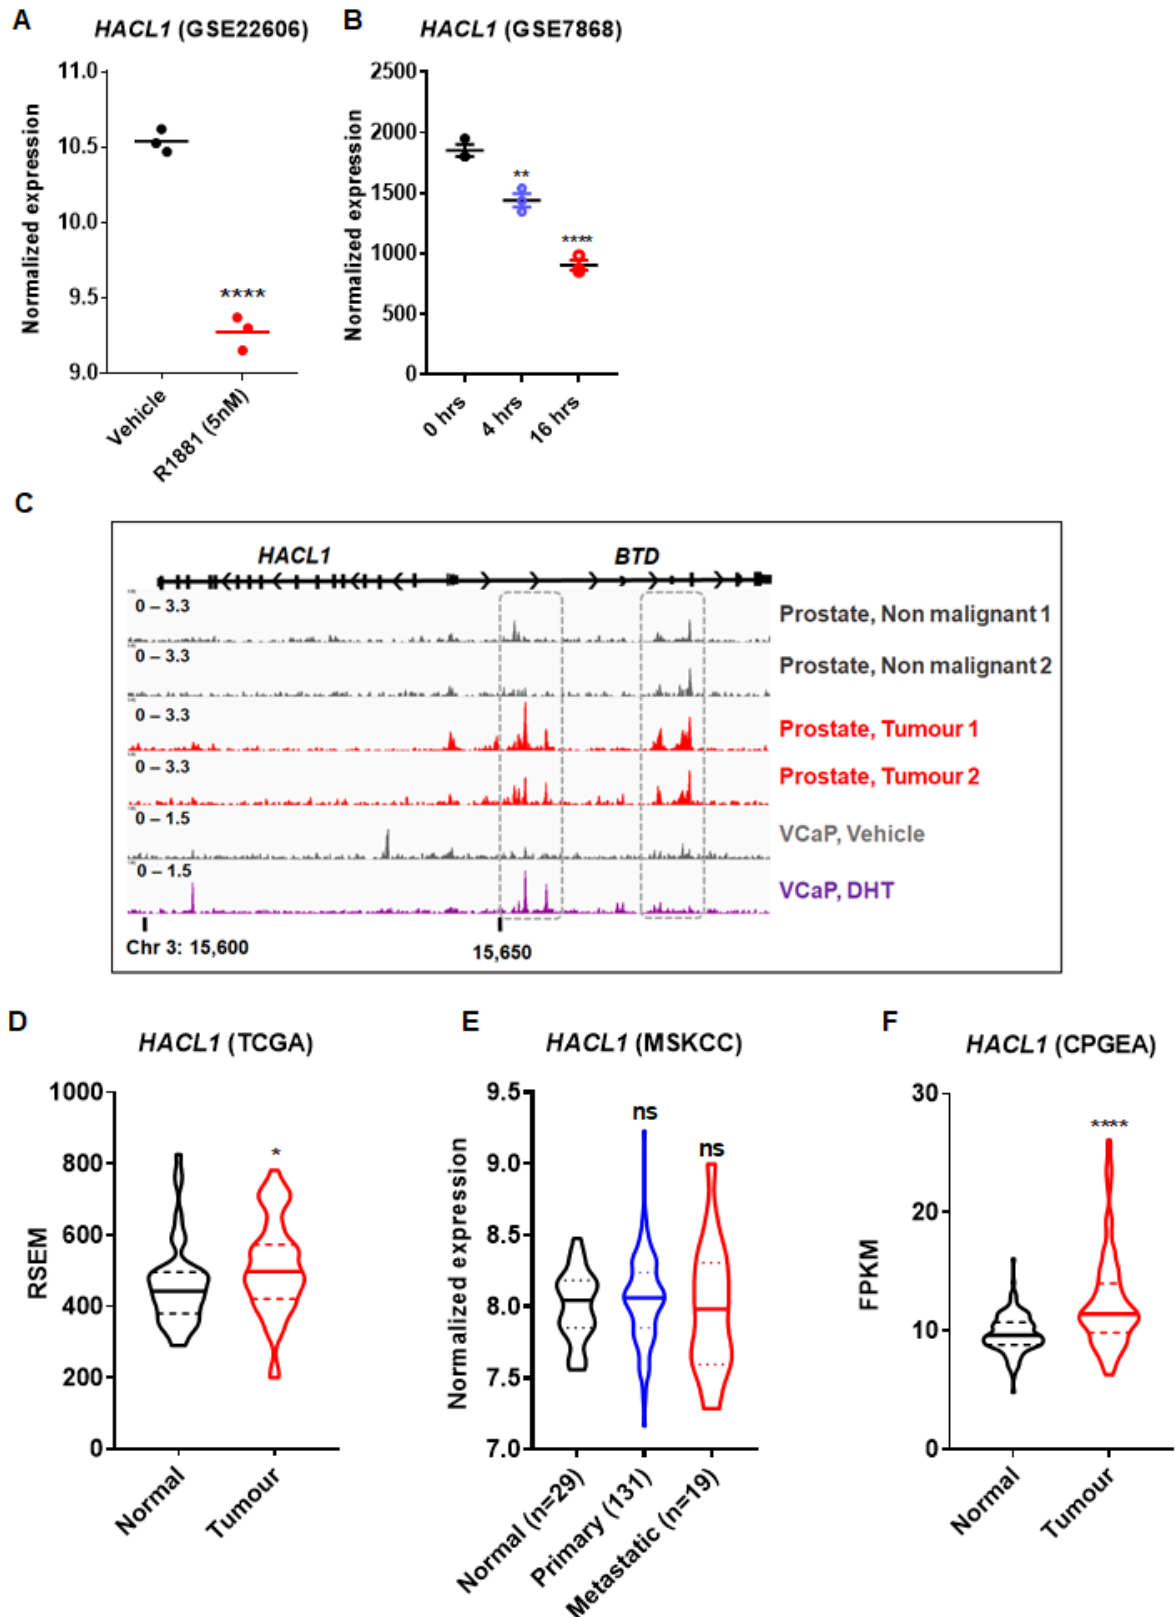 A
HACL1 (GSE22606)
Normalized expression
11.0
10.5
10.0
9.5
9.0
****
Vehicle
R1881 (5nM)
B
HACL1 (GSE7868)
Normalized expression
2500
2000
1500
1000
500
0
**
****
0 hrs
4 hrs
16 hrs
C
HACL1
BTD
0 – 3.3
Prostate, Non malignant 1
0 – 3.3
Prostate, Non malignant 2
0 – 3.3
Prostate, Tumour 1
0 – 3.3
Prostate, Tumour 2
0 – 1.5
VCaP, Vehicle
0 – 1.5
VCaP, DHT
Chr 3: 15,600
15,650
D
HACL1 (TCGA)
RSEM
1000
800
600
400
200
0
*
Normal
Tumour
E
HACL1 (MSKCC)
Normalized expression
9.5
9.0
8.5
8.0
7.5
7.0
ns
ns
Normal (n=29)
Primary (131)
Metastatic (n=19)
F
HACL1 (CPGEA)
FPKM
30
20
10
0
****
Normal
Tumour